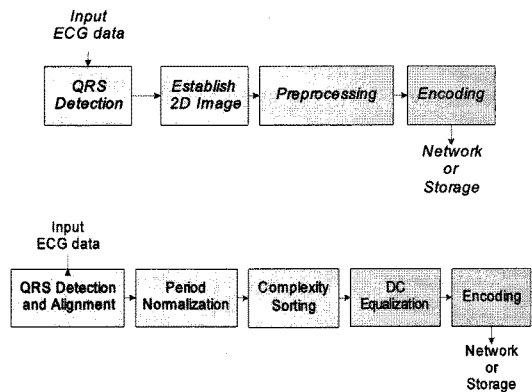 Input
ECG data
QRS
Detection
Establish
2D Image
Preprocessing
Encoding
Network
or
Storage
Input
ECG data
QRS Detection
and Alignment
Period
Normalization
Complexity
Sorting
DC
Equalization
Encoding
Network
or Storage